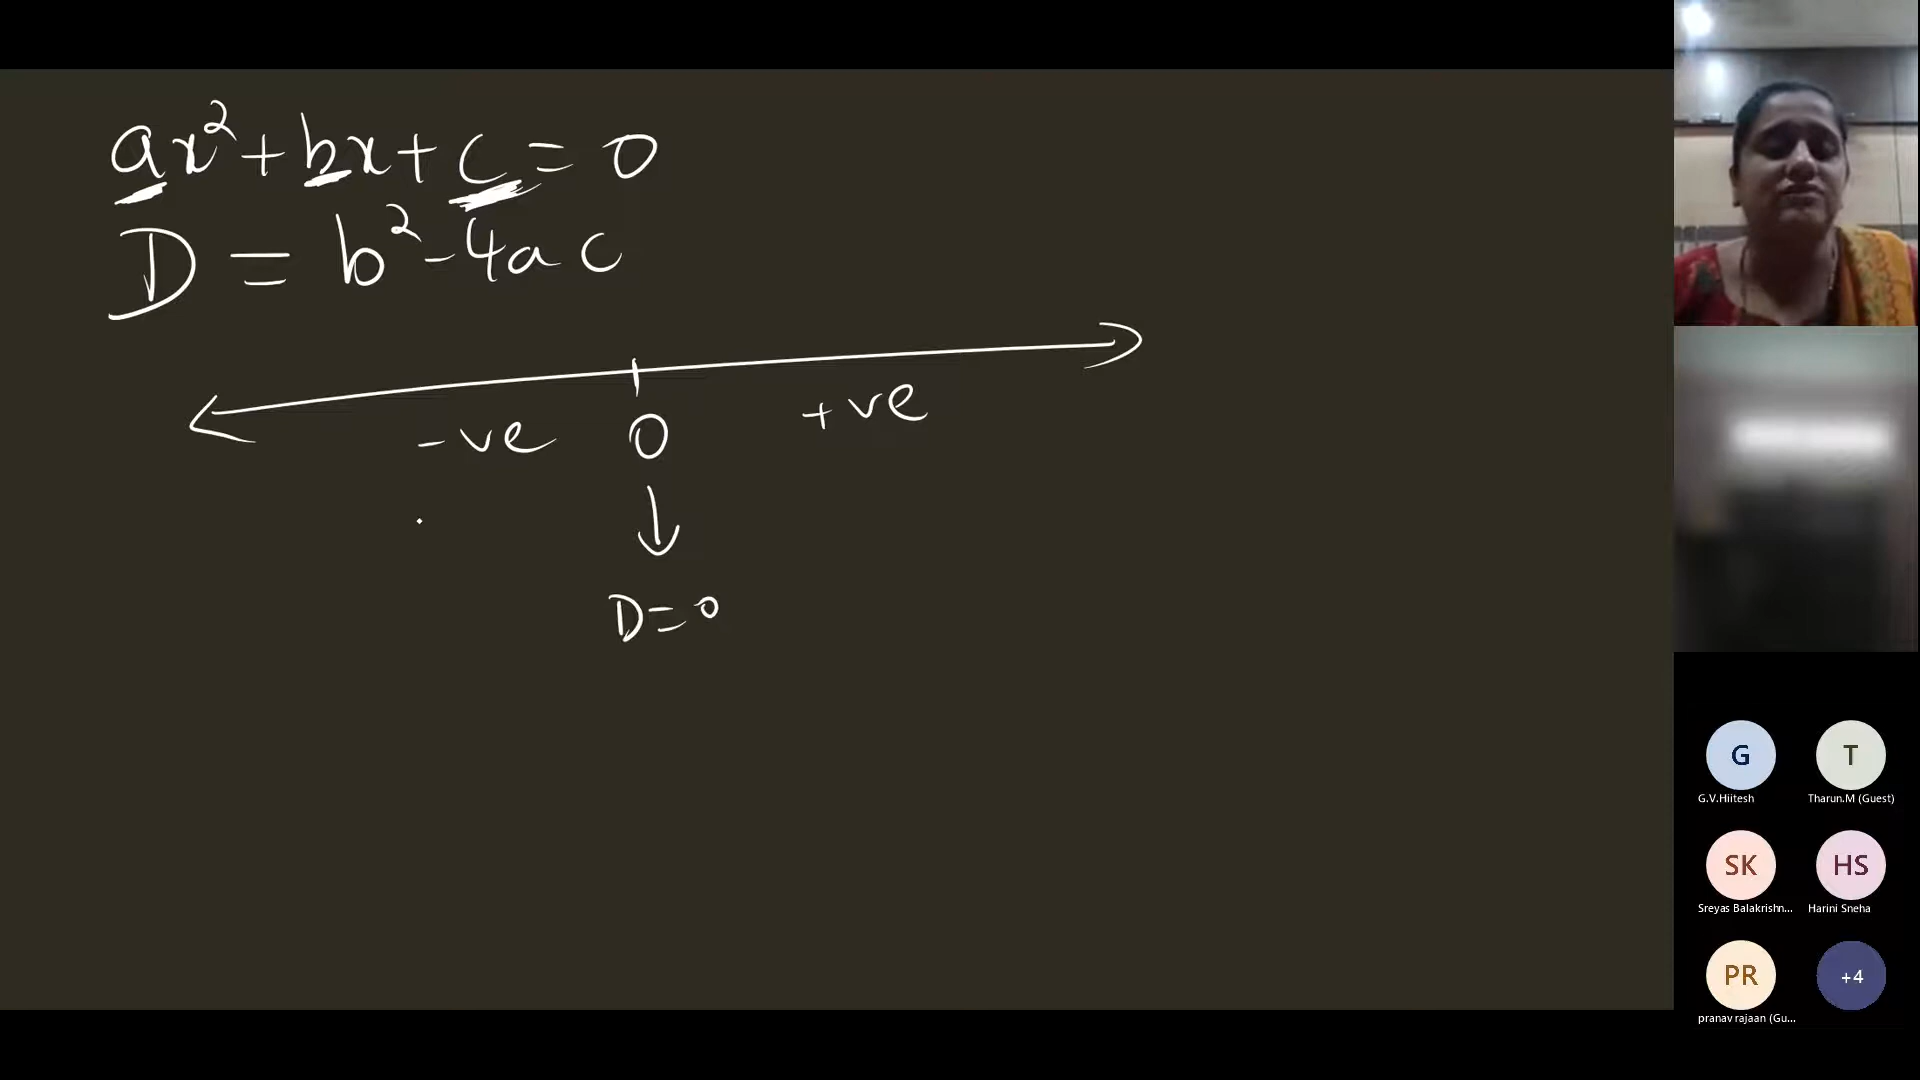 ax²+bx+c=0
D = b²-4ac
-ve 0 +ve
D=0
G
T
G.V.Hiitesh
Tharun.M (Guest)
SK
HS
Sreyas Balakrishn...
Harini Sneha
PR
+4
pranav rajaan (Gu...